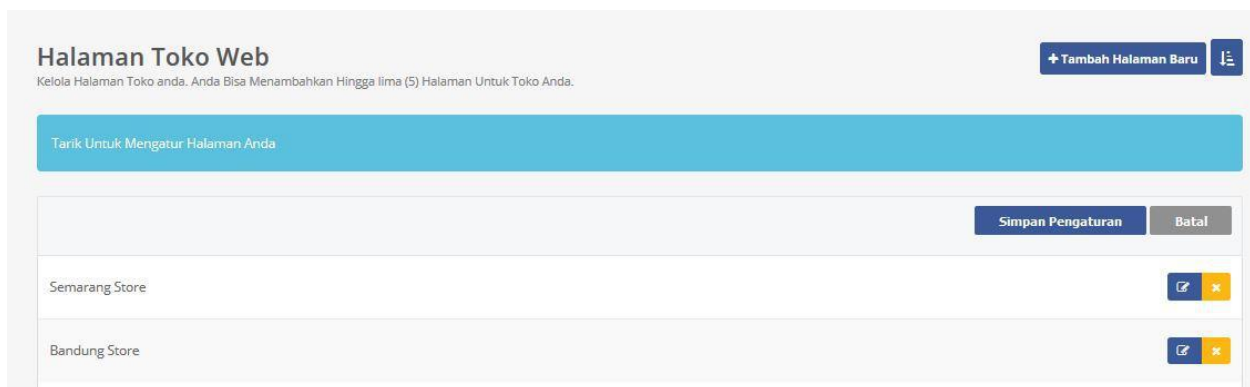 Halaman Toko Web
Kelola Halaman Toko anda. Anda Bisa Menambahkan Hingga lima (5) Halaman Untuk Toko Anda.
Tambah Halaman Baru
Tarik Untuk Mengatur Halaman Anda
Simpan Pengaturan
Batal
Semarang Store
Bandung Store